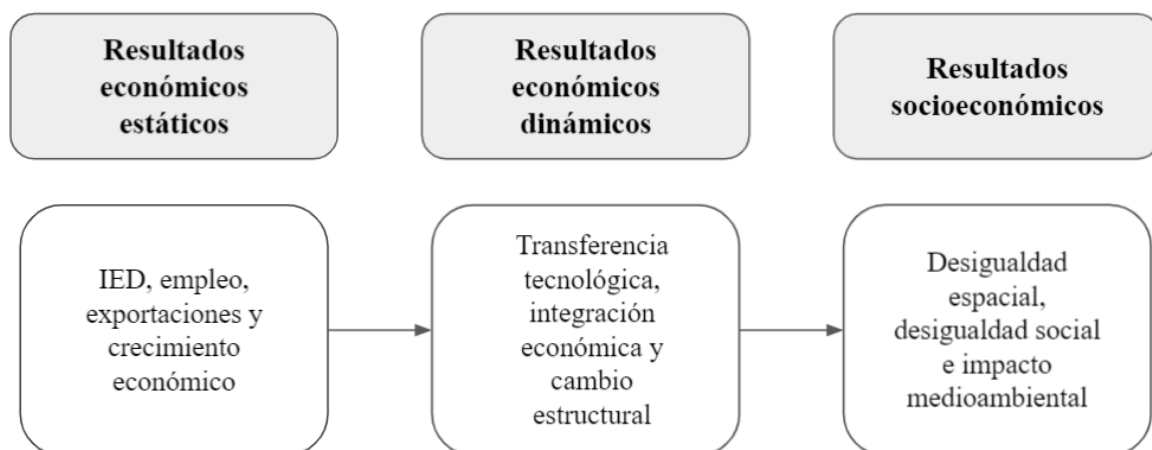 Resultados
económicos
estáticos
Resultados
económicos
dinámicos
Resultados
socioeconómicos
IED, empleo,
exportaciones y
crecimiento
económico
Transferencia
tecnológica,
integración
económica y
cambio
estructural
Desigualdad
espacial,
desigualdad social
e impacto
medioambiental